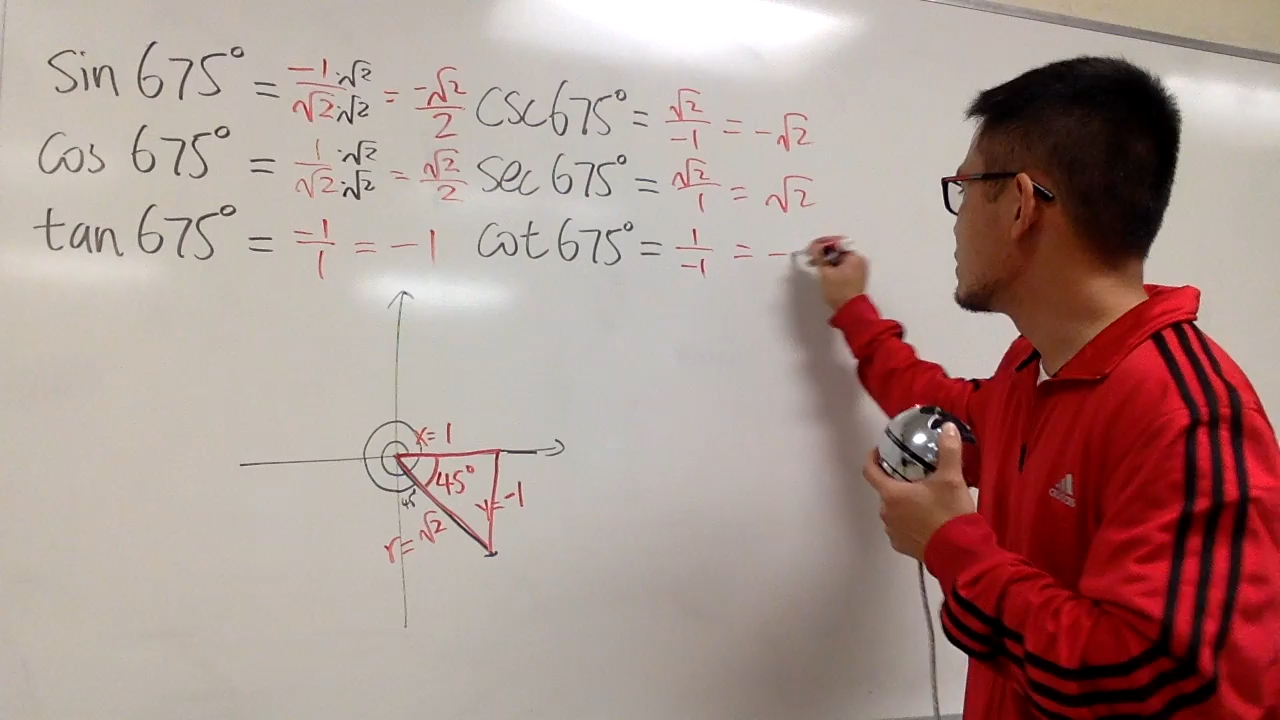 sin 675° = -1/√2 ·√2/·√2 = -√2/2
csc 675° = √2/-1 = -√2
cos 675° = 1/√2 ·√2/·√2 = √2/2
sec 675° = √2/1 = √2
tan 675° = -1/1 = -1
cot 675° = 1/-1 = -
x=1
45°
45°
y=-1
r=√2
adidas